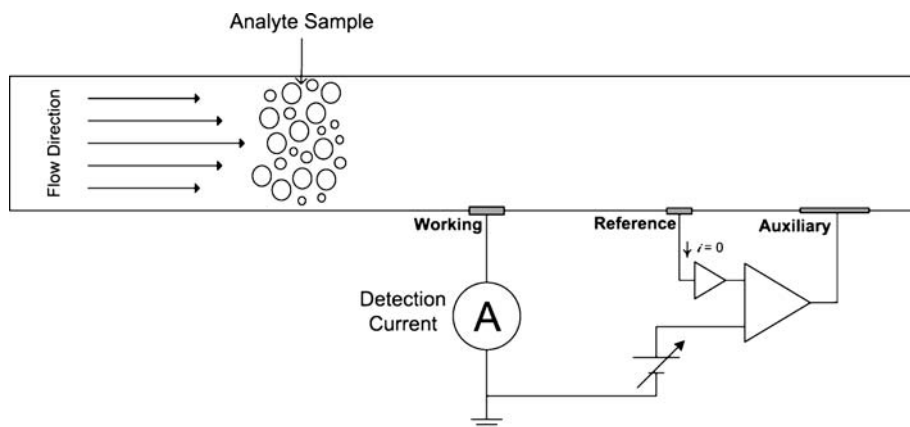 Analyte Sample
Flow Direction
Working
Reference
Auxiliary
i = 0
Detection
Current
A